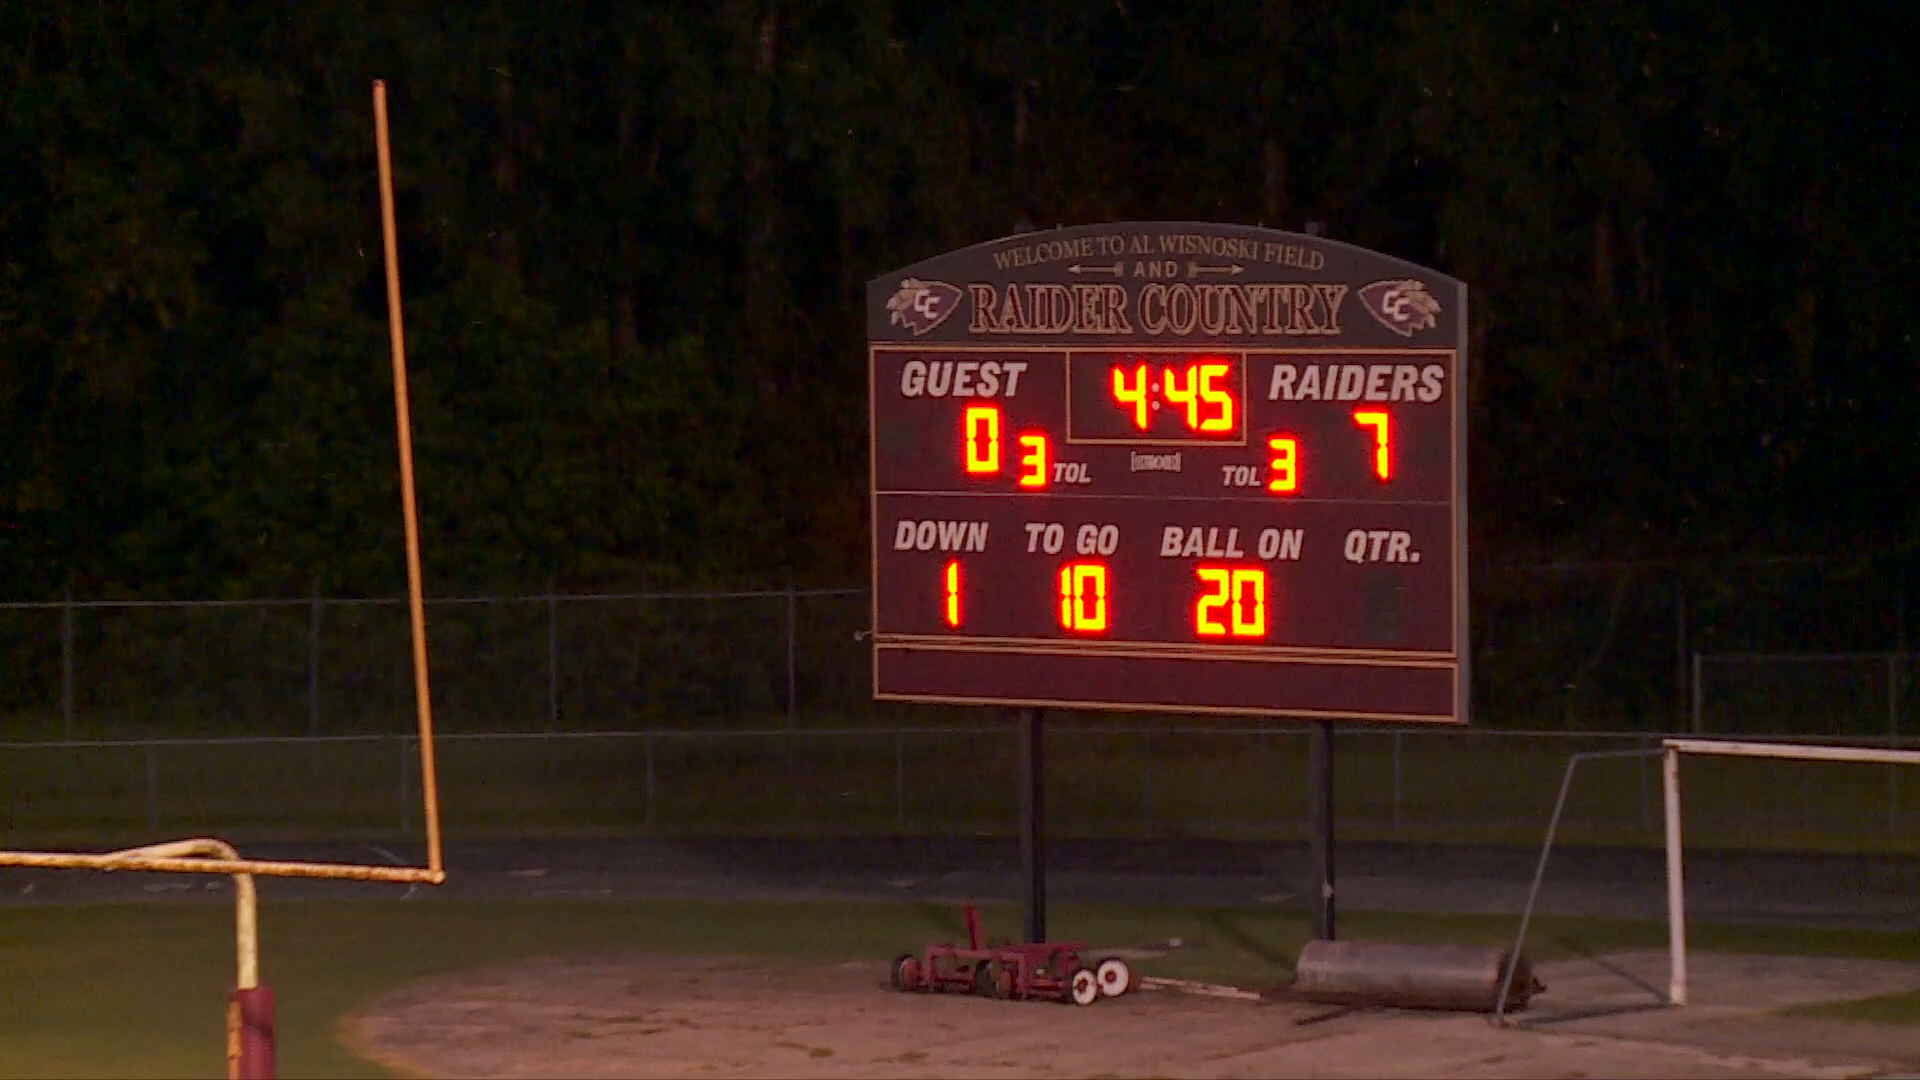 WELCOME TO AL WISNOSKI FIELD
AND
CC RAIDER COUNTRY CC
GUEST 4:45 RAIDERS
0 3 TOL TOL 3 7
DOWN TO GO BALL ON QTR.
1 10 20